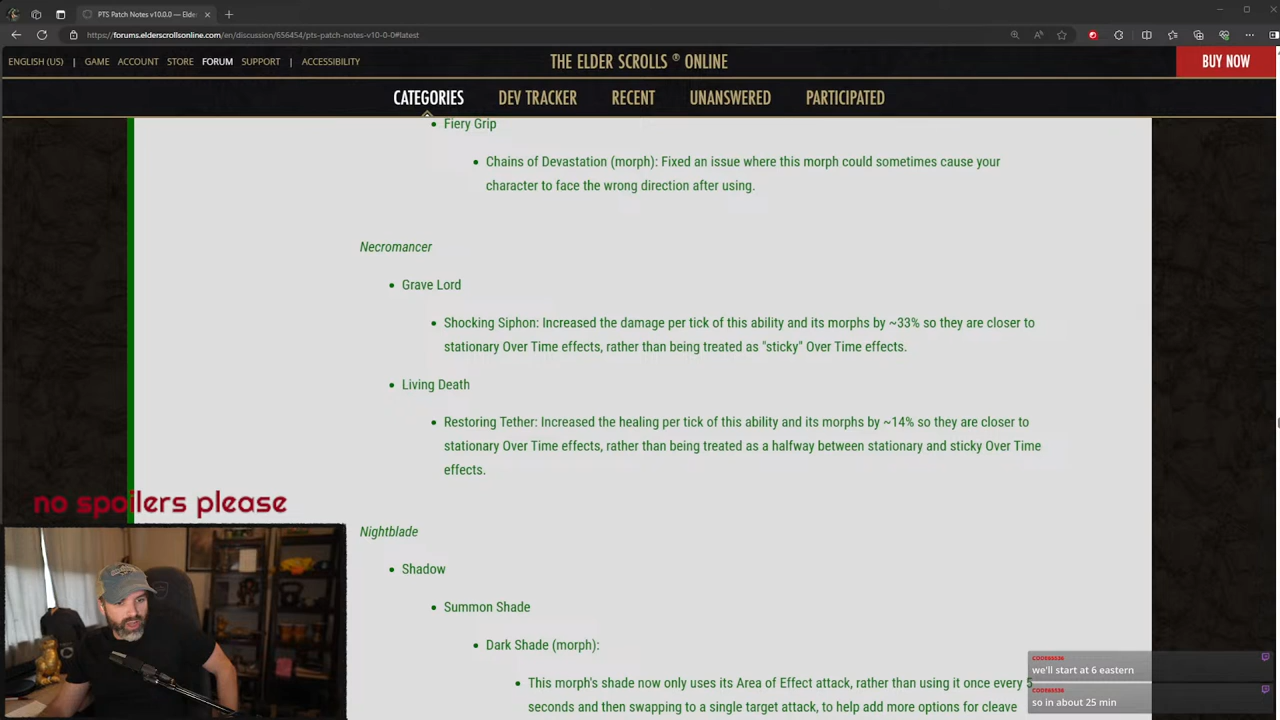 PTS Patch Notes v10.0.0 — Elder
https://forums.elderscrollsonline.com/en/discussion/656454/pts-patch-notes-v10-0-0#latest
ENGLISH (US) | GAME ACCOUNT STORE FORUM SUPPORT | ACCESSIBILITY
THE ELDER SCROLLS ® ONLINE
BUY NOW
CATEGORIES DEV TRACKER RECENT UNANSWERED PARTICIPATED
• Fiery Grip
• Chains of Devastation (morph): Fixed an issue where this morph could sometimes cause your
character to face the wrong direction after using.
Necromancer
• Grave Lord
• Shocking Siphon: Increased the damage per tick of this ability and its morphs by ~33% so they are closer to
stationary Over Time effects, rather than being treated as "sticky" Over Time effects.
• Living Death
• Restoring Tether: Increased the healing per tick of this ability and its morphs by ~14% so they are closer to
stationary Over Time effects, rather than being treated as a halfway between stationary and sticky Over Time
effects.
no spoilers please
Nightblade
• Shadow
• Summon Shade
• Dark Shade (morph):
• This morph's shade now only uses its Area of Effect attack, rather than using it once every 5
seconds and then swapping to a single target attack, to help add more options for cleave
we'll start at 6 eastern
so in about 25 min